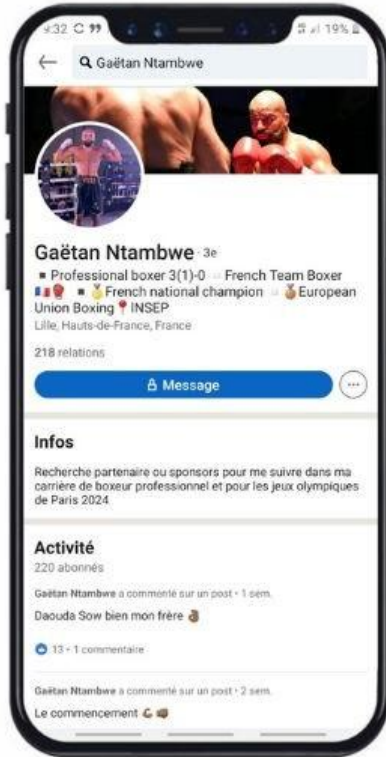 9:32
19%
Gaëtan Ntambwe
Gaëtan Ntambwe · 3e
▪ Professional boxer 3(1)-0 ▫ French Team Boxer
🇫🇷🥊 ▪ 🥇French national champion ▫ 🥉European
Union Boxing📍INSEP
Lille, Hauts-de-France, France
218 relations
Message
Infos
Recherche partenaire ou sponsors pour me suivre dans ma
carrière de boxeur professionnel et pour les jeux olympiques
de Paris 2024
Activité
220 abonnés
Gaëtan Ntambwe a commenté sur un post • 1 sem.
Daouda Sow bien mon frère 👌🏾
13 • 1 commentaire
Gaëtan Ntambwe a commenté sur un post • 2 sem.
Le commencement 💪🏾 👊🏾